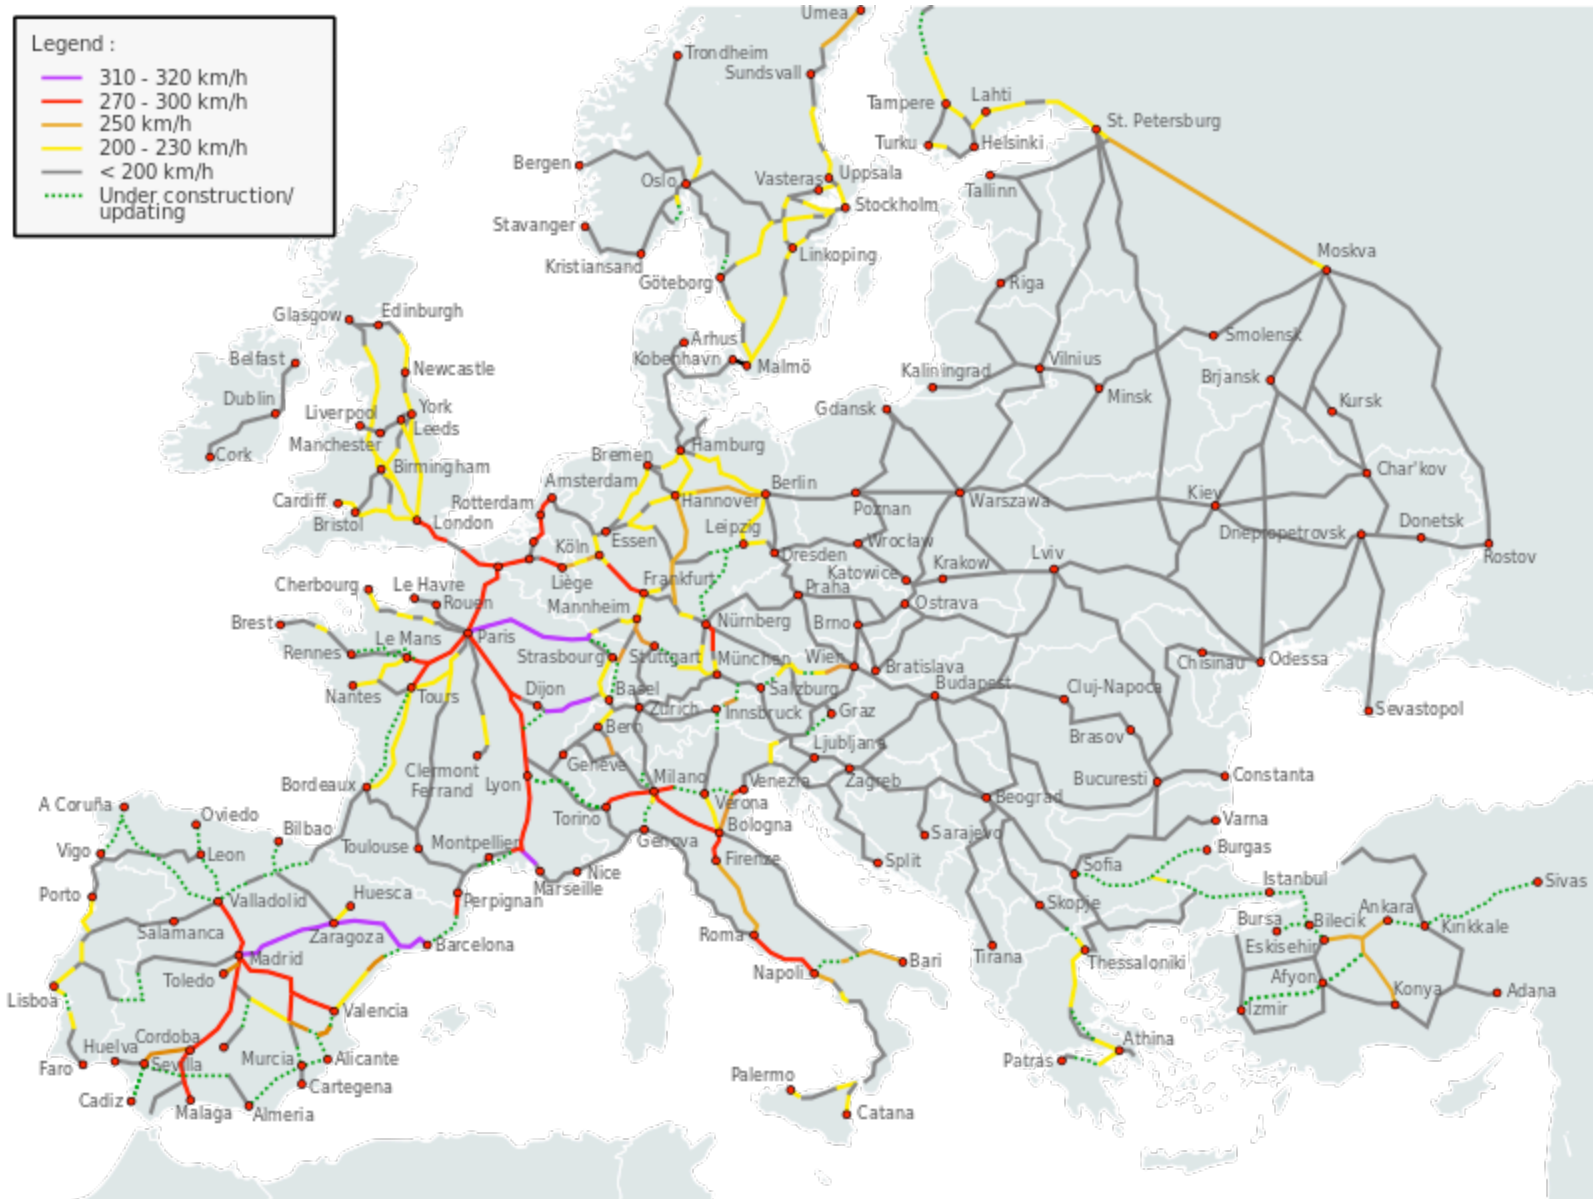 Legend :
310 - 320 km/h
270 - 300 km/h
250 km/h
200 - 230 km/h
< 200 km/h
Under construction/
updating
Umea
Trondheim
Sundsvall
Tampere
Lahti
St. Petersburg
Turku
Helsinki
Bergen
Oslo
Vasteras
Uppsala
Tallinn
Stockholm
Stavanger
Linkoping
Moskva
Kristiansand
Göteborg
Riga
Glasgow
Edinburgh
Arhus
Smolensk
Belfast
Kobenhavn
Malmö
Vilnius
Newcastle
Kaliningrad
Brjansk
Minsk
Dublin
Liverpool
York
Gdansk
Kursk
Leeds
Manchester
Cork
Hamburg
Bremen
Birmingham
Char'kov
Amsterdam
Berlin
Cardiff
Rotterdam
Hannover
Poznan
Warszawa
Kiev
Bristol
London
Leipzig
Dnepropetrovsk
Donetsk
Essen
Köln
Dresden
Wrocław
Rostov
Liège
Frankfurt
Katowice
Krakow
Lviv
Cherbourg
Le Havre
Praha
Rouen
Mannheim
Ostrava
Brest
Le Mans
Paris
Nürnberg
Brno
Rennes
Strasbourg
Stuttgart
München
Wien
Bratislava
Chisinau
Odessa
Nantes
Tours
Dijon
Basel
Salzburg
Budapest
Cluj-Napoca
Zürich
Innsbruck
Graz
Sevastopol
Bern
Brasov
Ljubljana
Genève
Bordeaux
Clermont
Ferrand
Lyon
Milano
Venezia
Zagreb
Bucuresti
Constanta
A Coruña
Oviedo
Verona
Beograd
Torino
Bilbao
Bologna
Varna
Toulouse
Montpellier
Genova
Sarajevo
Vigo
Leon
Firenze
Split
Sofia
Burgas
Nice
Marseille
Istanbul
Sivas
Porto
Valladolid
Huesca
Perpignan
Skopje
Bursa
Ankara
Bilecik
Kirikkale
Salamanca
Zaragoza
Barcelona
Roma
Eskisehir
Madrid
Tirana
Thessaloniki
Bari
Toledo
Napoli
Afyon
Konya
Adana
Lisboa
Valencia
Izmir
Cordoba
Huelva
Murcia
Alicante
Athina
Faro
Sevilla
Patras
Palermo
Cartegena
Cadiz
Malaga
Almeria
Catana